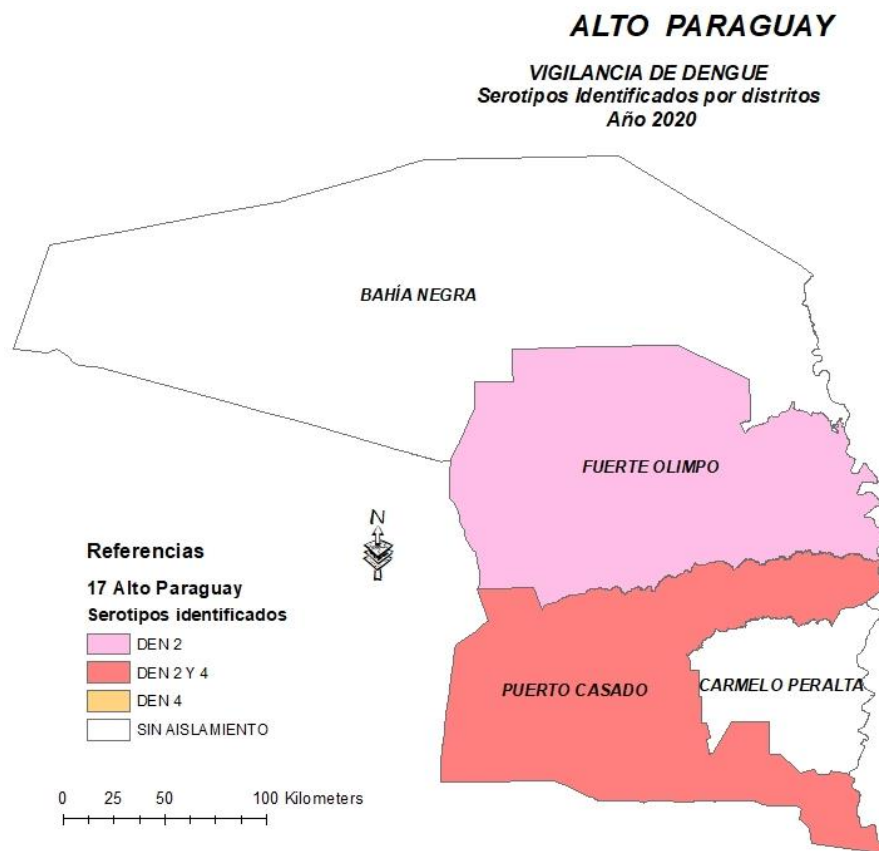 ALTO PARAGUAY
VIGILANCIA DE DENGUE
Serotipos Identificados por distritos
Año 2020
BAHÍA NEGRA
FUERTE OLIMPO
N
Referencias
17 Alto Paraguay
Serotipos identificados
DEN 2
DEN 2 Y 4
DEN 4
SIN AISLAMIENTO
PUERTO CASADO
CARMELO PERALTA
0 25 50 100 Kilometers